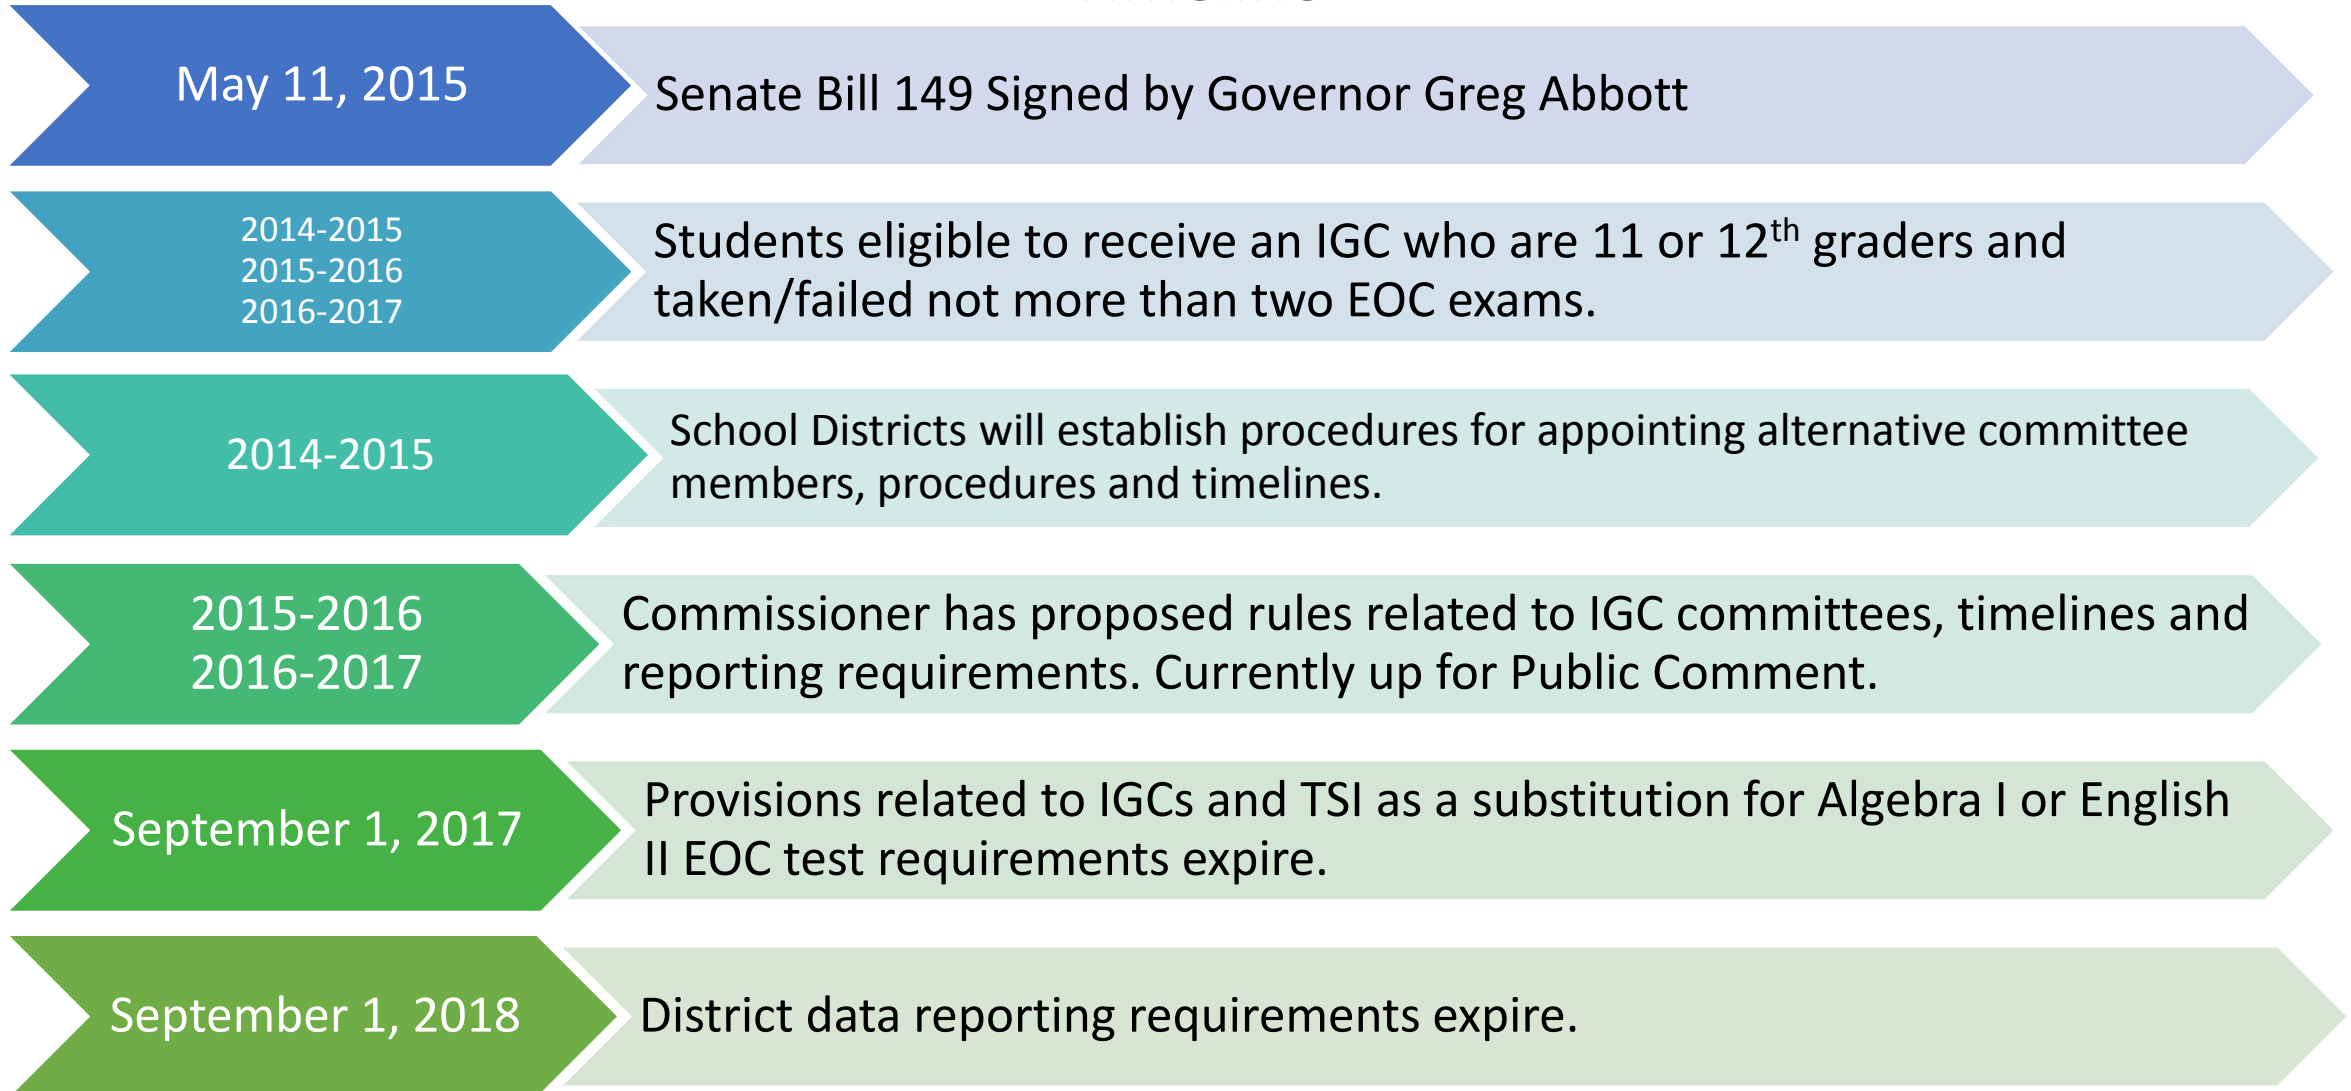 May 11, 2015
Senate Bill 149 Signed by Governor Greg Abbott
2014-2015
2015-2016
2016-2017
Students eligible to receive an IGC who are 11 or 12th graders and
taken/failed not more than two EOC exams.
2014-2015
School Districts will establish procedures for appointing alternative committee
members, procedures and timelines.
2015-2016
2016-2017
Commissioner has proposed rules related to IGC committees, timelines and
reporting requirements. Currently up for Public Comment.
September 1, 2017
Provisions related to IGCs and TSI as a substitution for Algebra I or English
II EOC test requirements expire.
September 1, 2018
District data reporting requirements expire.